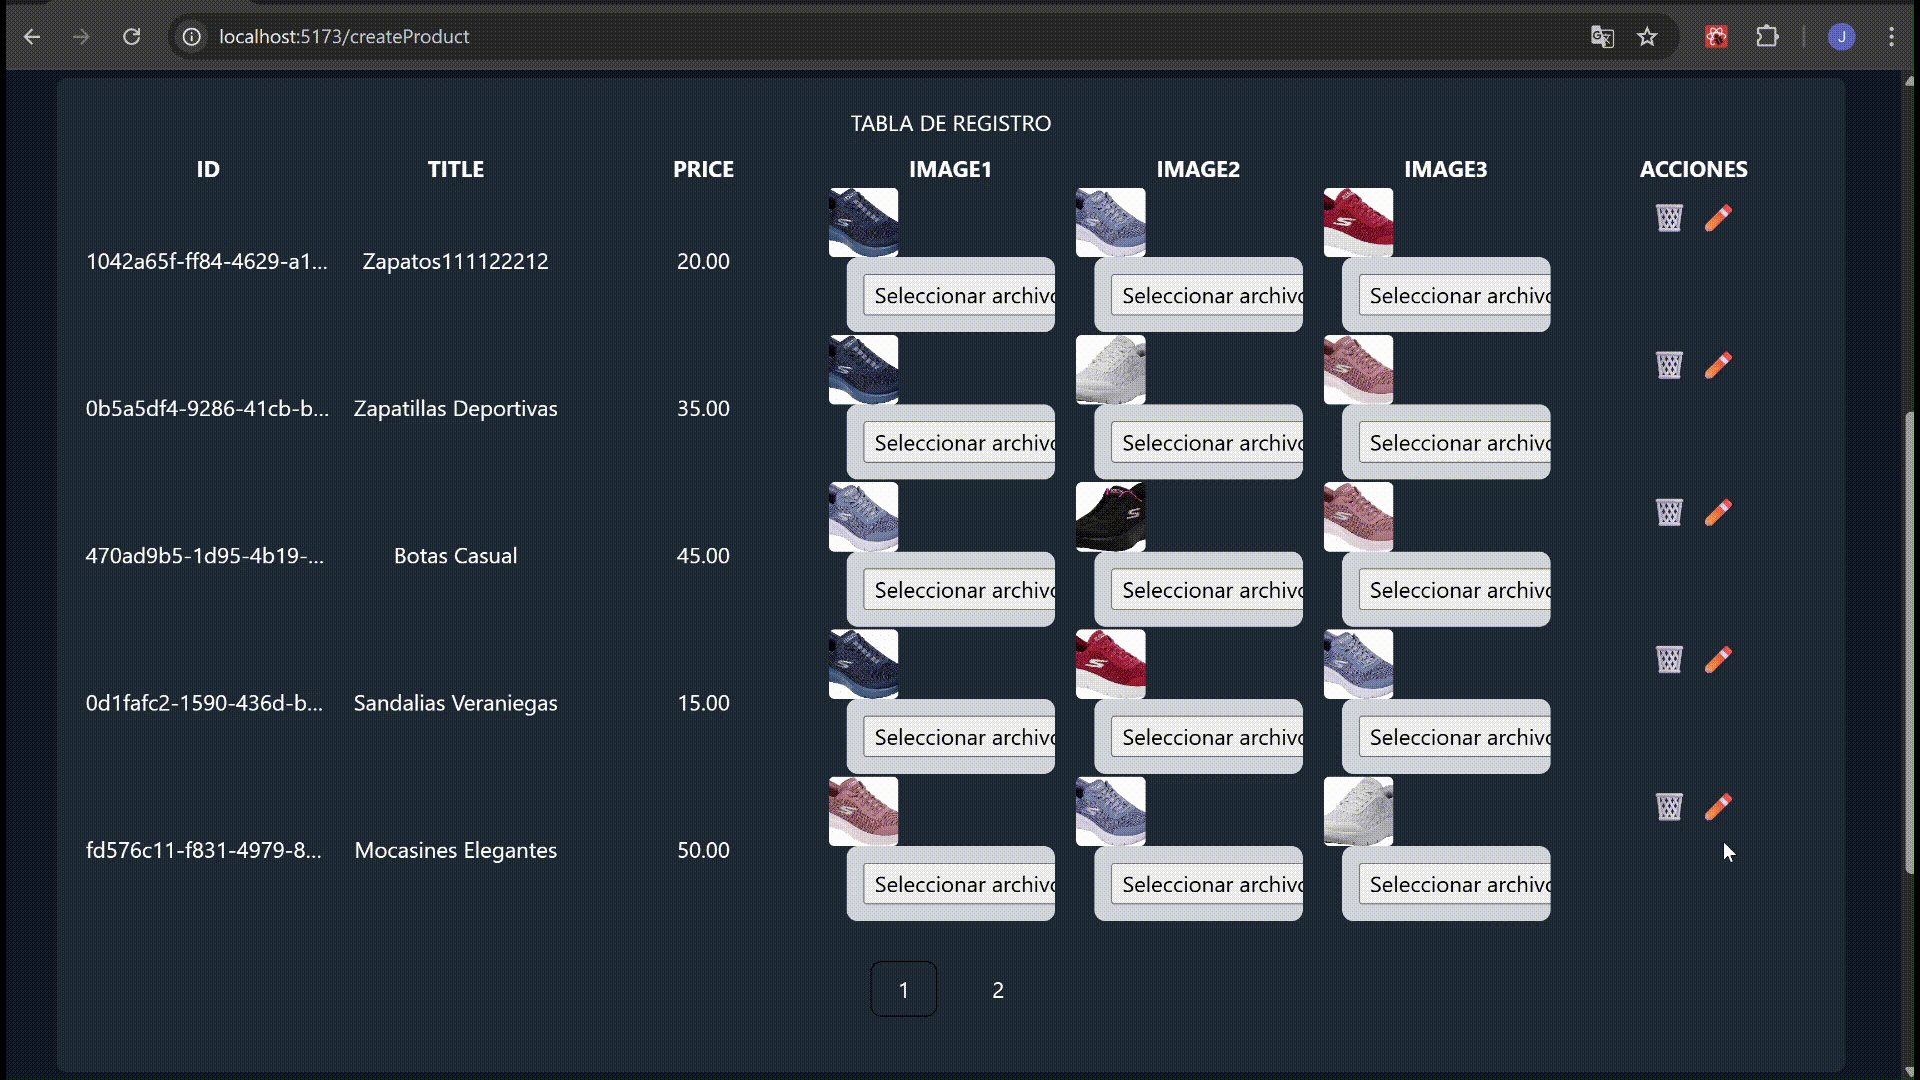 localhost:5173/createProduct
J
TABLA DE REGISTRO
ID TITLE PRICE IMAGE1 IMAGE2 IMAGE3 ACCIONES
1042a65f-ff84-4629-a1... Zapatos111122212 20.00
Seleccionar archivo Seleccionar archivo Seleccionar archivo
0b5a5df4-9286-41cb-b... Zapatillas Deportivas 35.00
Seleccionar archivo Seleccionar archivo Seleccionar archivo
470ad9b5-1d95-4b19-... Botas Casual 45.00
Seleccionar archivo Seleccionar archivo Seleccionar archivo
0d1fafc2-1590-436d-b... Sandalias Veraniegas 15.00
Seleccionar archivo Seleccionar archivo Seleccionar archivo
fd576c11-f831-4979-8... Mocasines Elegantes 50.00
Seleccionar archivo Seleccionar archivo Seleccionar archivo
1 2